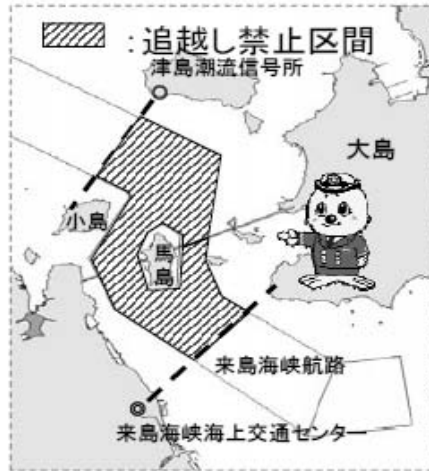 ：追越し禁止区間
津島潮流信号所
大島
小島
馬島
来島海峡航路
来島海峡海上交通センター